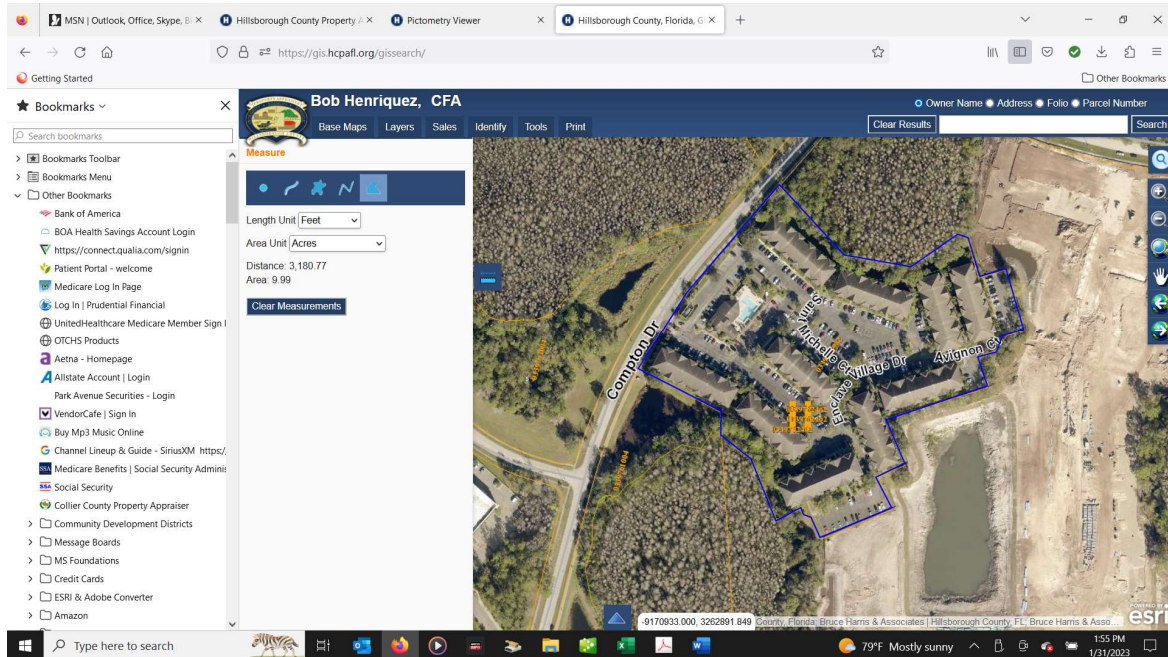 MSN | Outlook, Office, Skype, B
Hillsborough County Property A
Pictometry Viewer
Hillsborough County, Florida, G
https://gis.hcpafl.org/gissearch/
Getting Started
Other Bookmarks
Bookmarks
Search bookmarks
Bookmarks Toolbar
Bookmarks Menu
Other Bookmarks
Bank of America
BOA Health Savings Account Login
https://connect.qualia.com/signin
Patient Portal - welcome
Medicare Log In Page
Log In | Prudential Financial
UnitedHealthcare Medicare Member Sign I
OTCHS Products
Aetna - Homepage
Allstate Account | Login
Park Avenue Securities - Login
VendorCafe | Sign In
Buy Mp3 Music Online
Channel Lineup & Guide - SiriusXM https:/
Medicare Benefits | Social Security Adminis
Social Security
Collier County Property Appraiser
Community Development Districts
Message Boards
MS Foundations
Credit Cards
ESRI & Adobe Converter
Amazon
Bob Henriquez, CFA
Base Maps Layers Sales Identify Tools Print
Owner Name Address Folio Parcel Number
Clear Results
Search
Measure
Length Unit Feet
Area Unit Acres
Distance: 3,180.77
Area: 9.99
Clear Measurements
Compton Dr
Saint Michelle Ct
Enclave Village Dr
Avignon Ct
-9170933.000, 3262891.849
County, Florida, Bruce Harris & Associates | Hillsborough County, FL, Bruce Harris & Asso...
POWERED BY
esri
Type here to search
79°F Mostly sunny
1:55 PM
1/31/2023